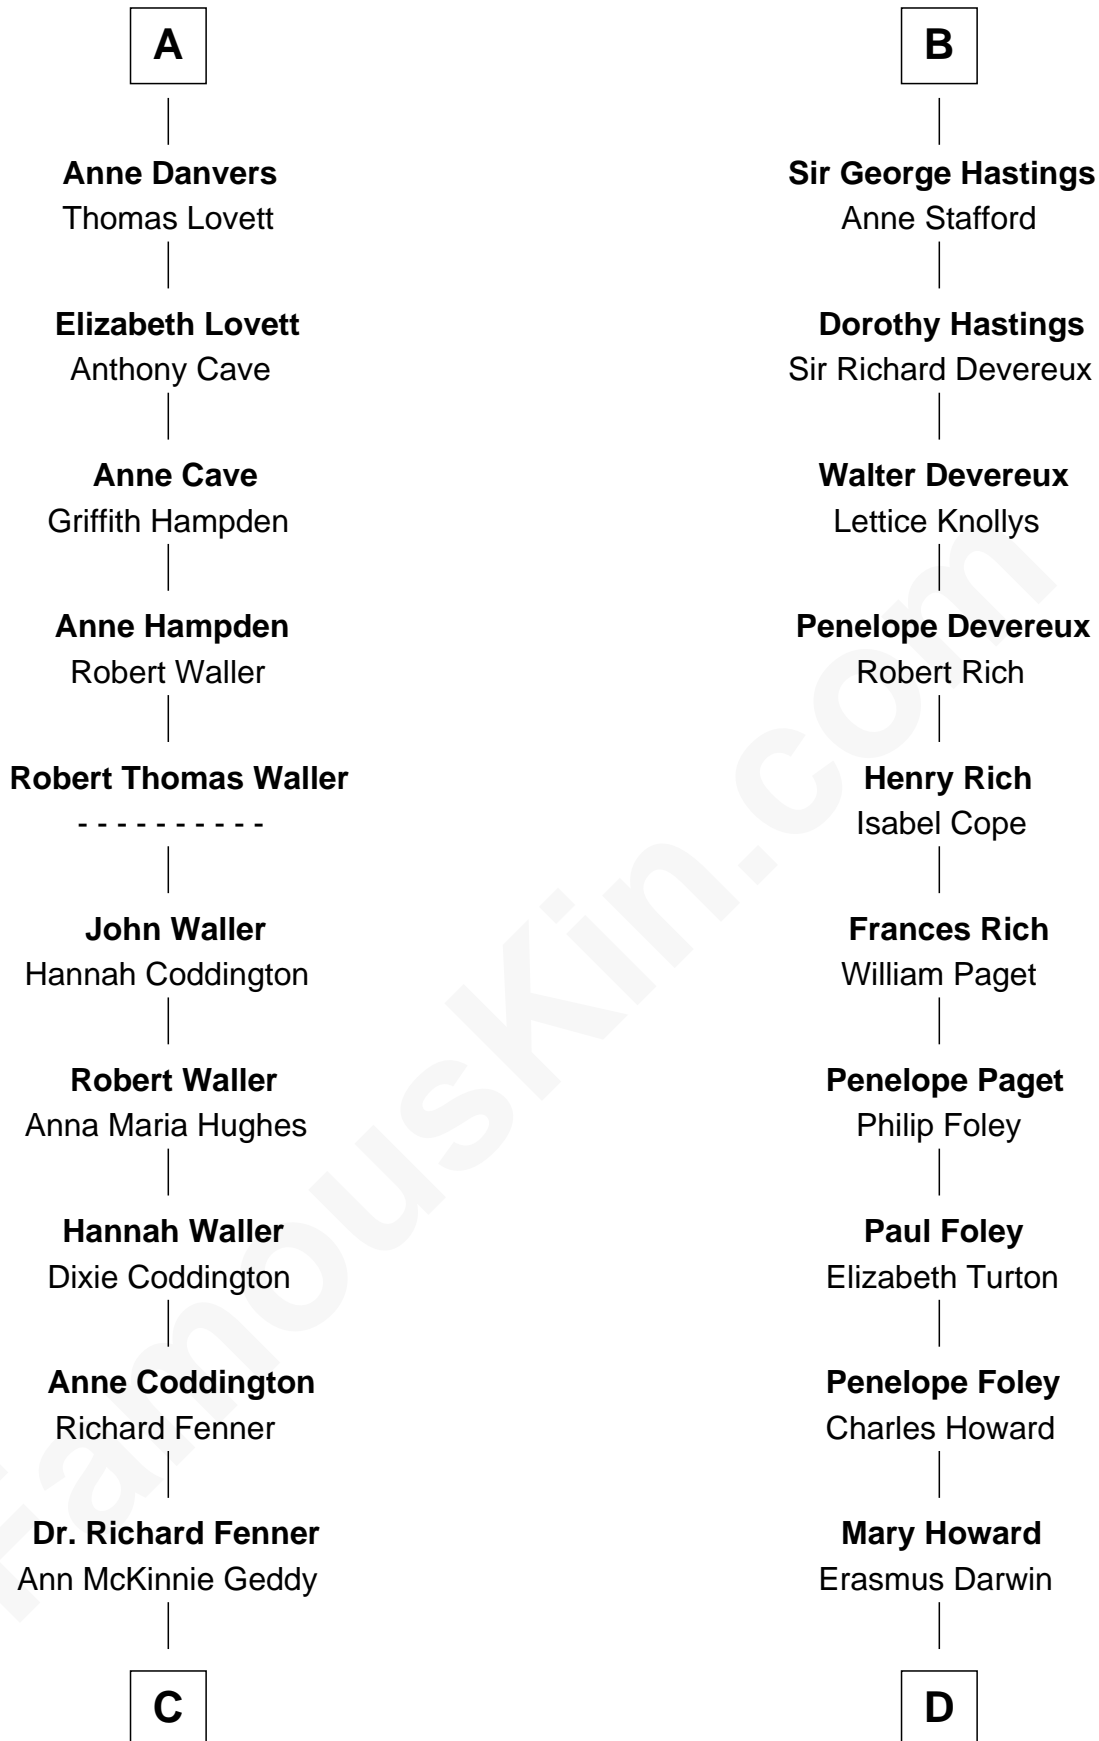 A
Anne Danvers
Thomas Lovett
Elizabeth Lovett
Anthony Cave
Anne Cave
Griffith Hampden
Anne Hampden
Robert Waller
Robert Thomas Waller
- - - - - - - - - -
John Waller
Hannah Coddington
Robert Waller
Anna Maria Hughes
Hannah Waller
Dixie Coddington
Anne Coddington
Richard Fenner
Dr. Richard Fenner
Ann McKinnie Geddy
C
B
Sir George Hastings
Anne Stafford
Dorothy Hastings
Sir Richard Devereux
Walter Devereux
Lettice Knollys
Penelope Devereux
Robert Rich
Henry Rich
Isabel Cope
Frances Rich
William Paget
Penelope Paget
Philip Foley
Paul Foley
Elizabeth Turton
Penelope Foley
Charles Howard
Mary Howard
Erasmus Darwin
D
FamousKin.com